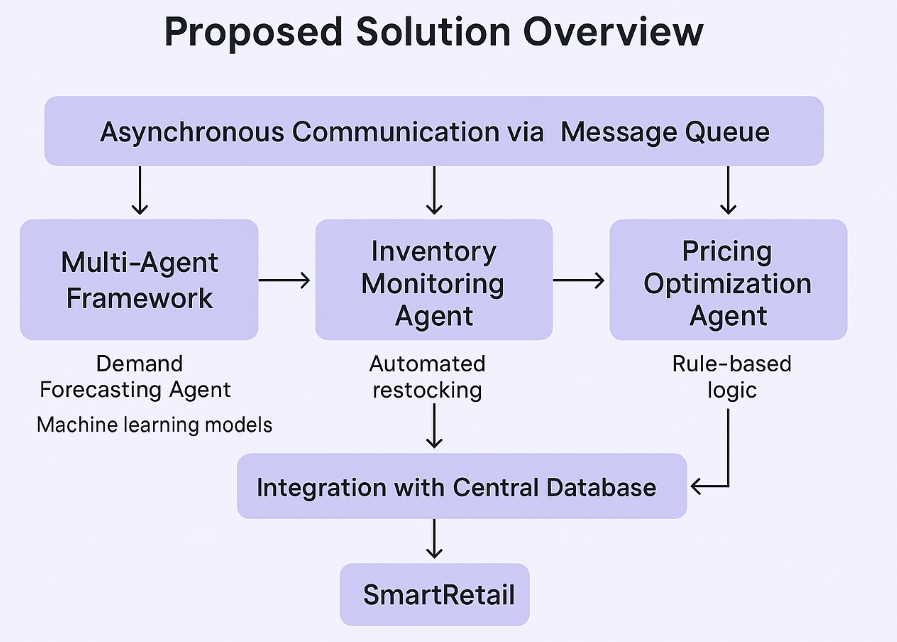 Proposed Solution Overview
Asynchronous Communication via Message Queue
Multi-Agent
Framework
Inventory
Monitoring
Agent
Pricing
Optimization
Agent
Demand
Forecasting Agent
Machine learning models
Automated
restocking
Rule-based
logic
Integration with Central Database
SmartRetail